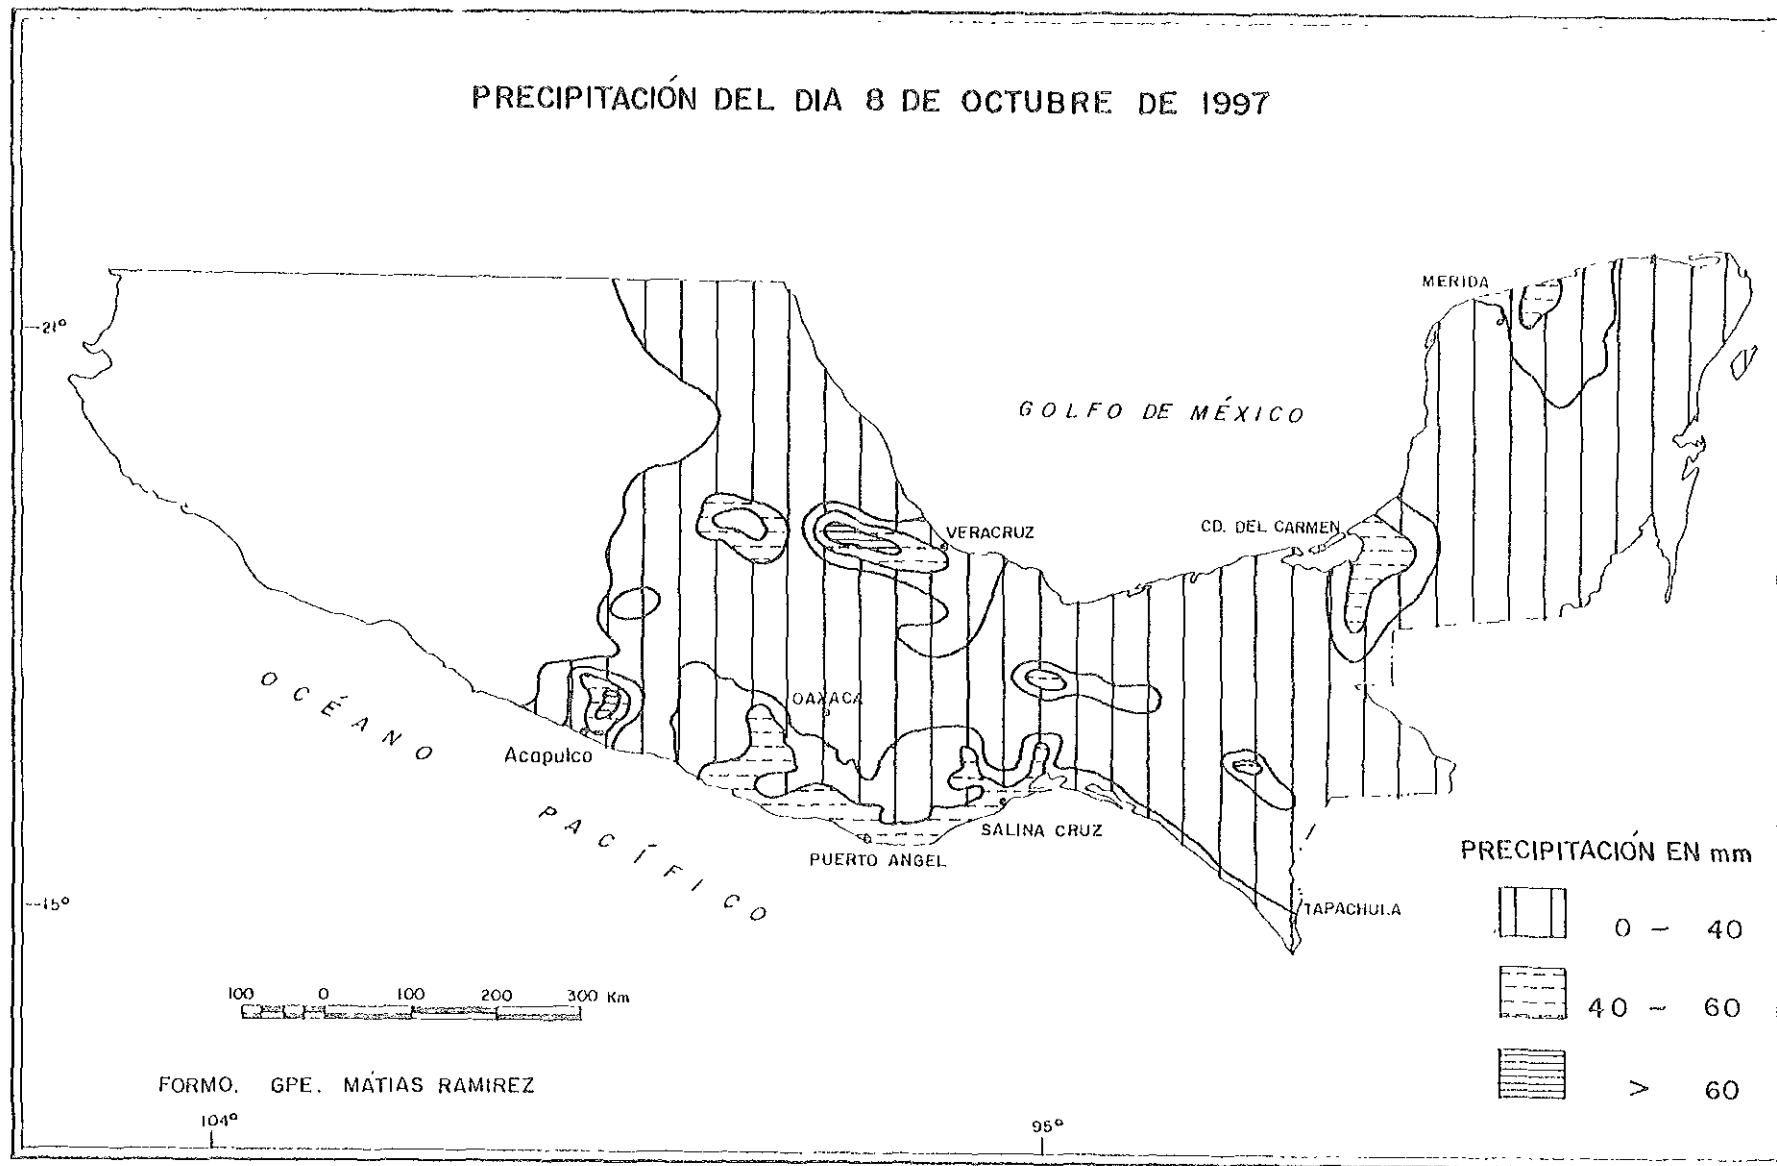 PRECIPITACIÓN DEL DIA 8 DE OCTUBRE DE 1997
MERIDA
21°
GOLFO DE MÉXICO
VERACRUZ
CD. DEL CARMEN
OAXACA
OCÉANO PACÍFICO
Acapulco
SALINA CRUZ
PUERTO ANGEL
TAPACHULA
15°
PRECIPITACIÓN EN mm
0 - 40
40 - 60
> 60
100 0 100 200 300 Km
FORMO. GPE. MATIAS RAMIREZ
104° 95°